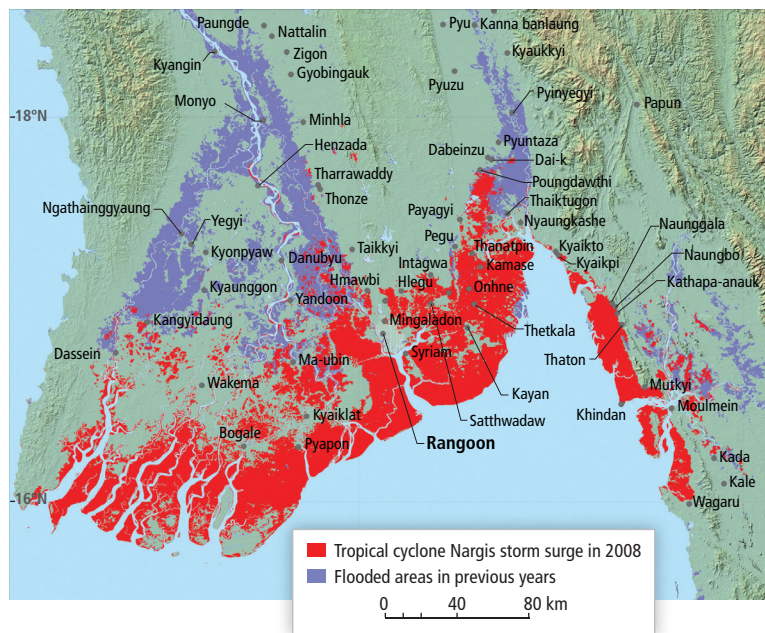 Paungde
Nattalin
Pyu
Kanna banlaung
Kyangin
Zigon
Kyaukkyi
Gyobingauk
Pyuzu
Pyinyegyi
Monyo
Papun
18°N
Minhla
Henzada
Pyuntaza
Dabeinzu
Dai-k
Tharrawaddy
Poungdawthi
Thonze
Thaiktugon
Ngathainggyaung
Yegyi
Payagyi
Nyaungkashe
Naunggala
Pegu
Kyonpyaw
Taikkyi
Thanatpin
Kyaikto
Naungbo
Danubyu
Intagwa
Kamase
Kyaikpi
Kathapa-anauk
Hmawbi
Hlegu
Kyaunggon
Yandoon
Onhne
Kangyidaung
Mingaladon
Thetkala
Dassein
Ma-ubin
Syriam
Thaton
Wakema
Kayan
Mutkyi
Khindan
Moulmein
Kyaiklat
Satthwadaw
Bogale
Pyapon
Rangoon
Kada
Kale
16°N
Wagaru
Tropical cyclone Nargis storm surge in 2008
Flooded areas in previous years
0 40 80 km